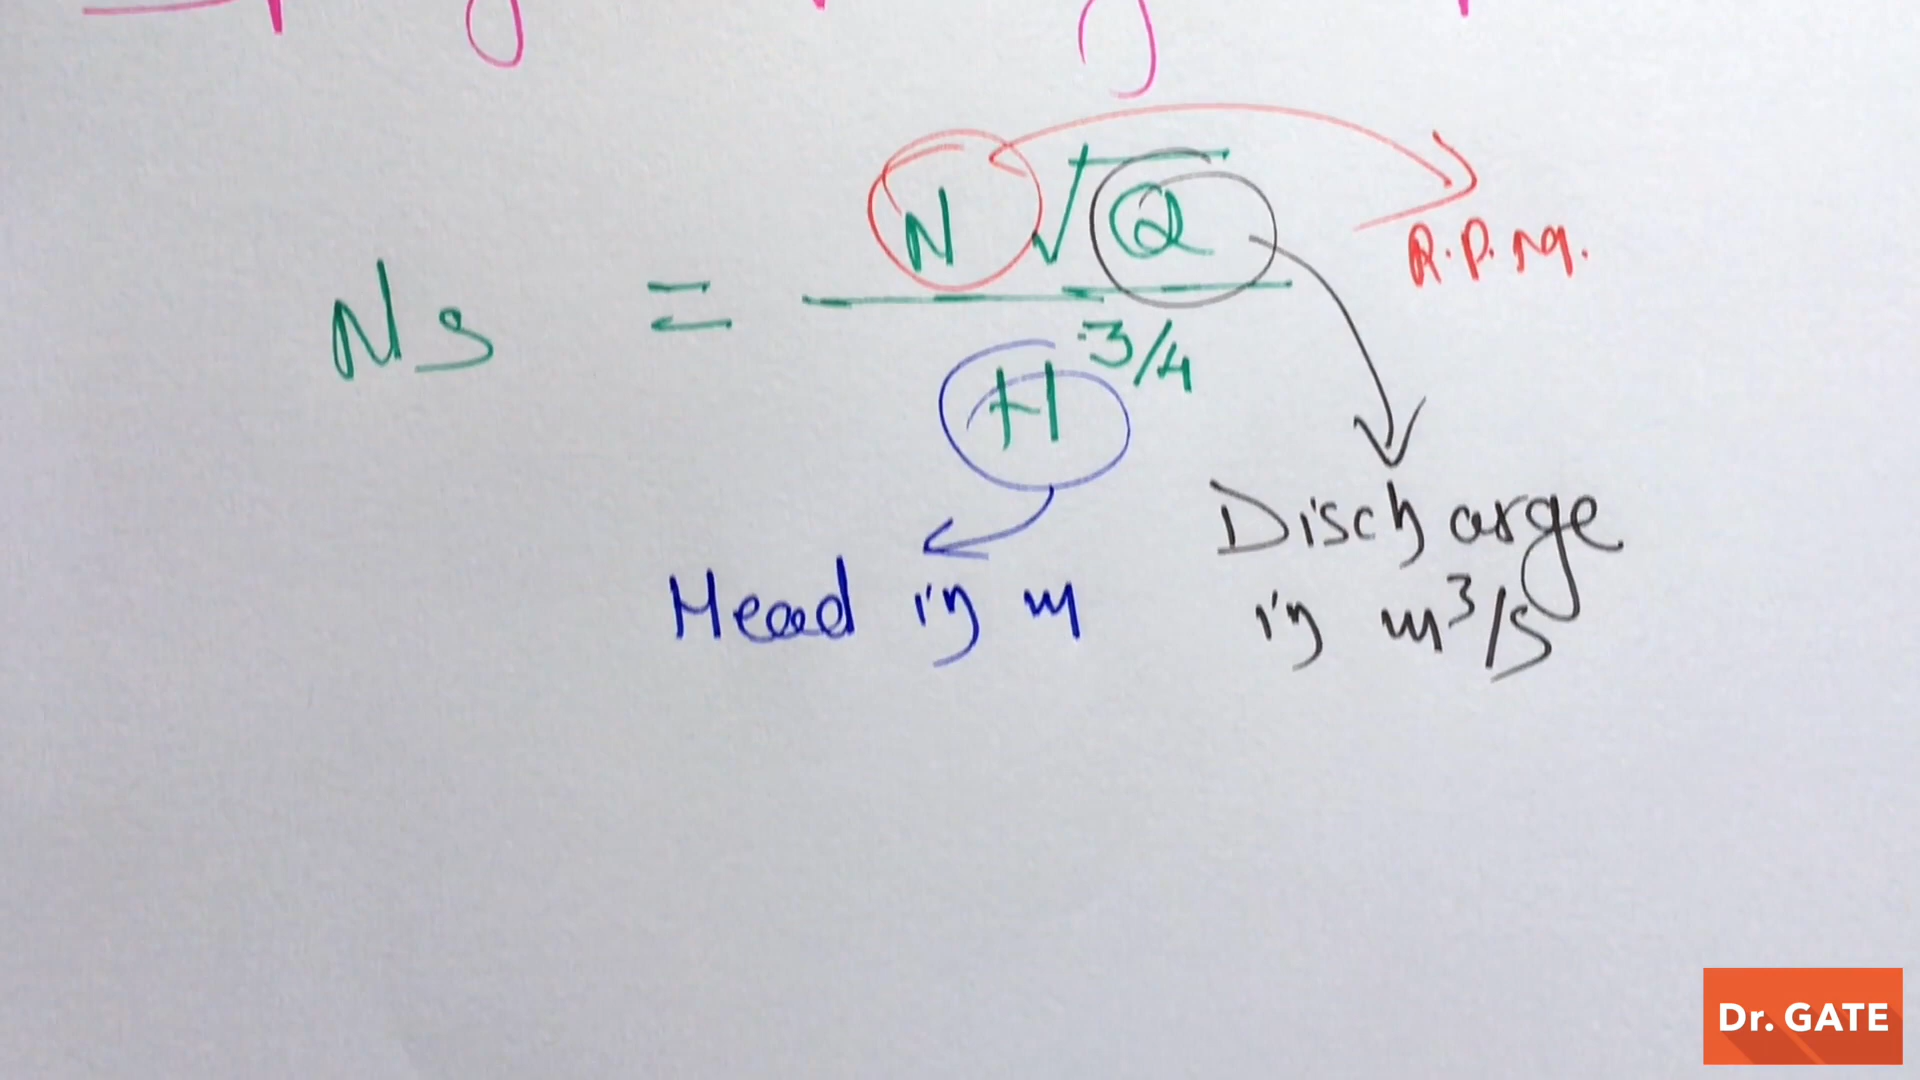 Ns = N√Q / H^3/4
R.P.m.
Head in m
Discharge
in m³/s
Dr. GATE